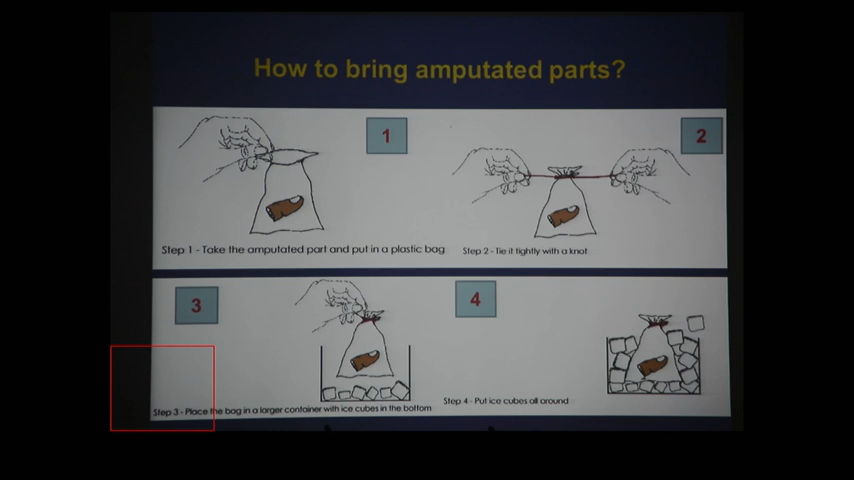 How to bring amputated parts?
1
2
Step 1 - Take the amputated part and put in a plastic bag
Step 2 - Tie it tightly with a knot
3
4
Step 3 - Place the bag in a larger container with ice cubes in the bottom
Step 4 - Put ice cubes all around